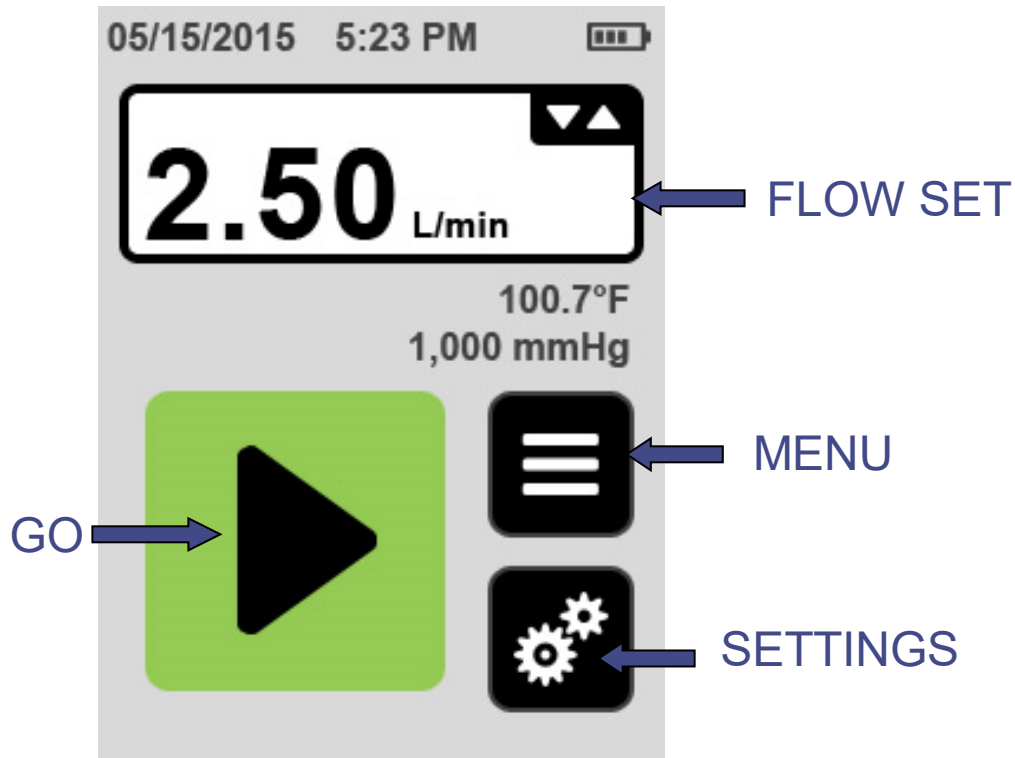 05/15/2015 5:23 PM
2.50 L/min
FLOW SET
100.7°F
1,000 mmHg
MENU
GO
SETTINGS